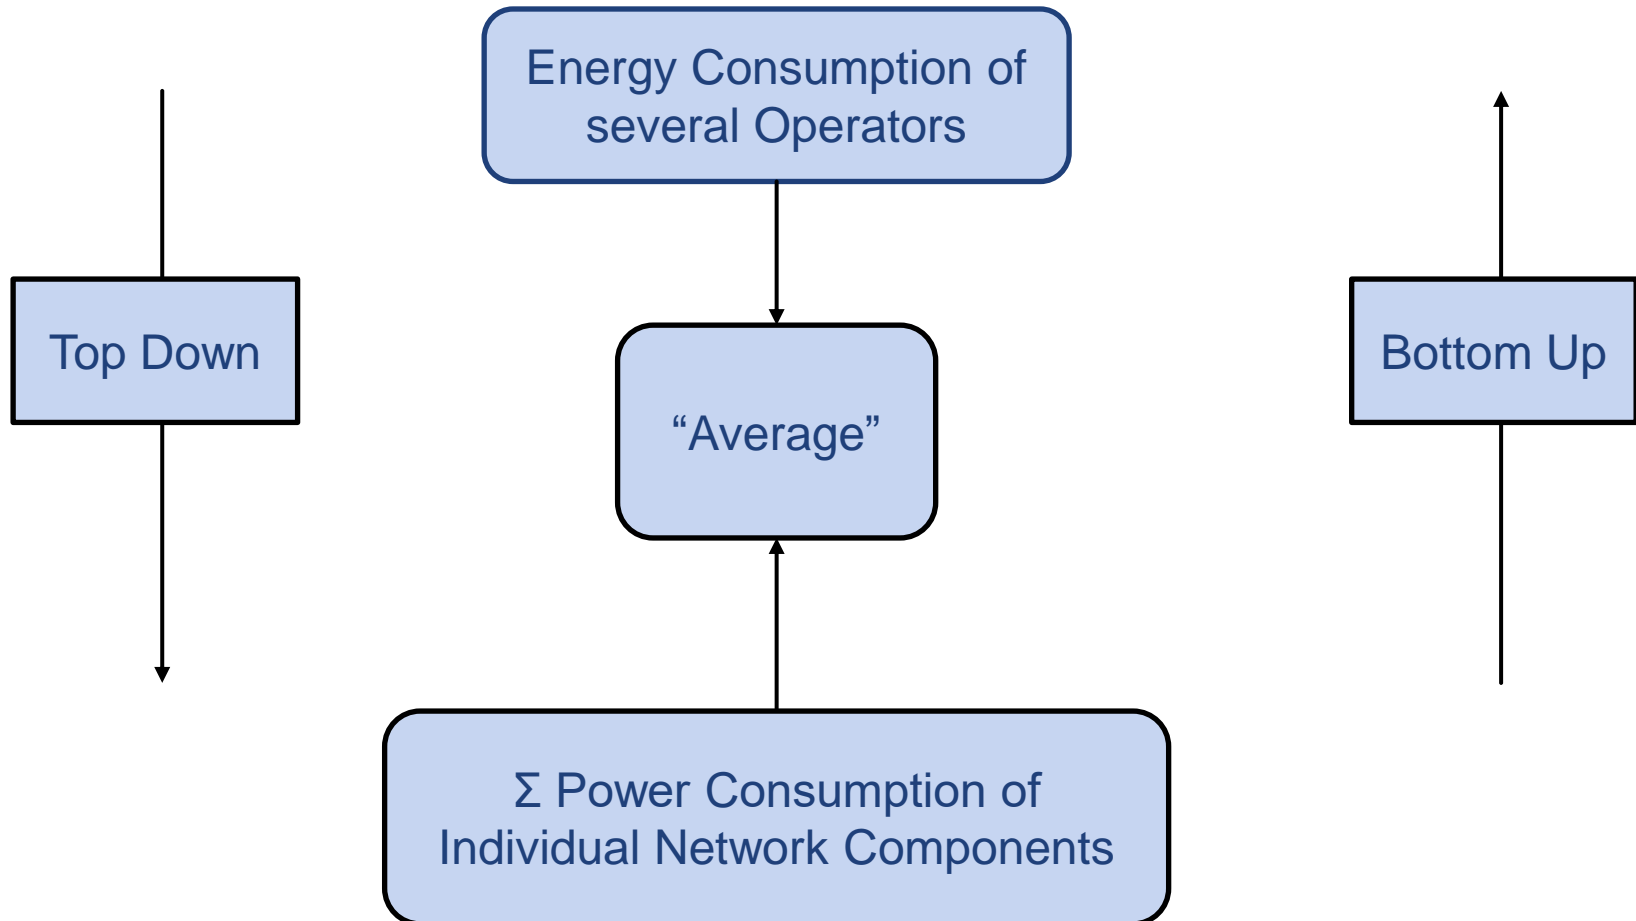 Energy Consumption of
several Operators
Top Down
“Average”
Bottom Up
Σ Power Consumption of
Individual Network Components